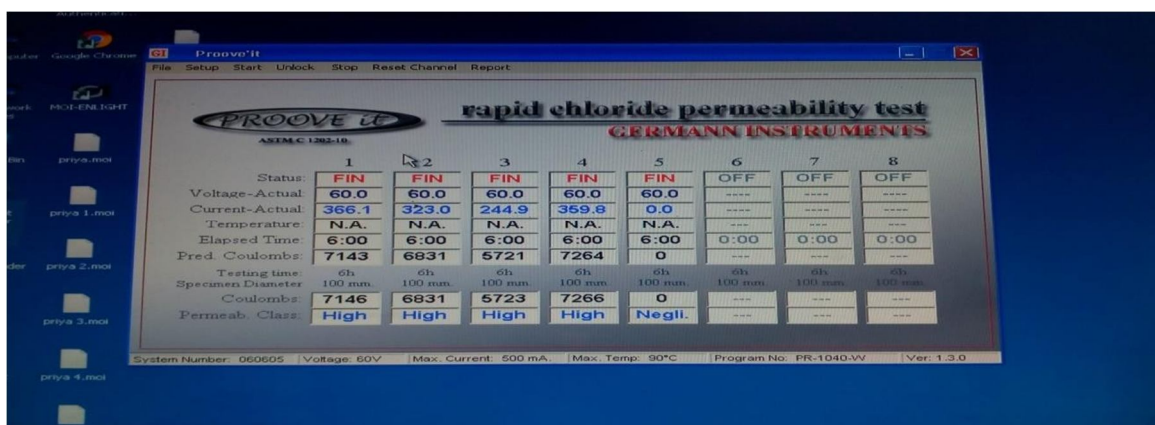 Google Chrome
MOI-ENLIGHT
priya.moi
priya 1.moi
priya 2.moi
priya 3.moi
priya 4.moi
GI Proove'it
File Setup Start Unlock Stop Reset Channel Report
PROOVE it
ASTM C 1202-10
rapid chloride permeability test
GERMANN INSTRUMENTS
1 2 3 4 5 6 7 8
Status: FIN FIN FIN FIN FIN OFF OFF OFF
Voltage-Actual: 60.0 60.0 60.0 60.0 60.0 ---- ---- ----
Current-Actual: 366.1 323.0 244.9 359.8 0.0 ---- ---- ----
Temperature: N.A. N.A. N.A. N.A. N.A. ---- ---- ----
Elapsed Time: 6:00 6:00 6:00 6:00 6:00 0:00 0:00 0:00
Pred. Coulombs: 7143 6831 5721 7264 0 ---- ---- ----
Testing time: 6h 6h 6h 6h 6h 6h 6h 6h
Specimen Diameter 100 mm. 100 mm. 100 mm. 100 mm. 100 mm. 100 mm. 100 mm. 100 mm.
Coulombs: 7146 6831 5723 7266 0 --- --- ---
Permeab. Class: High High High High Negli. --- --- ---
System Number: 060605 Voltage: 60V Max. Current: 500 mA. Max. Temp: 90°C Program No: PR-1040-W Ver: 1.3.0